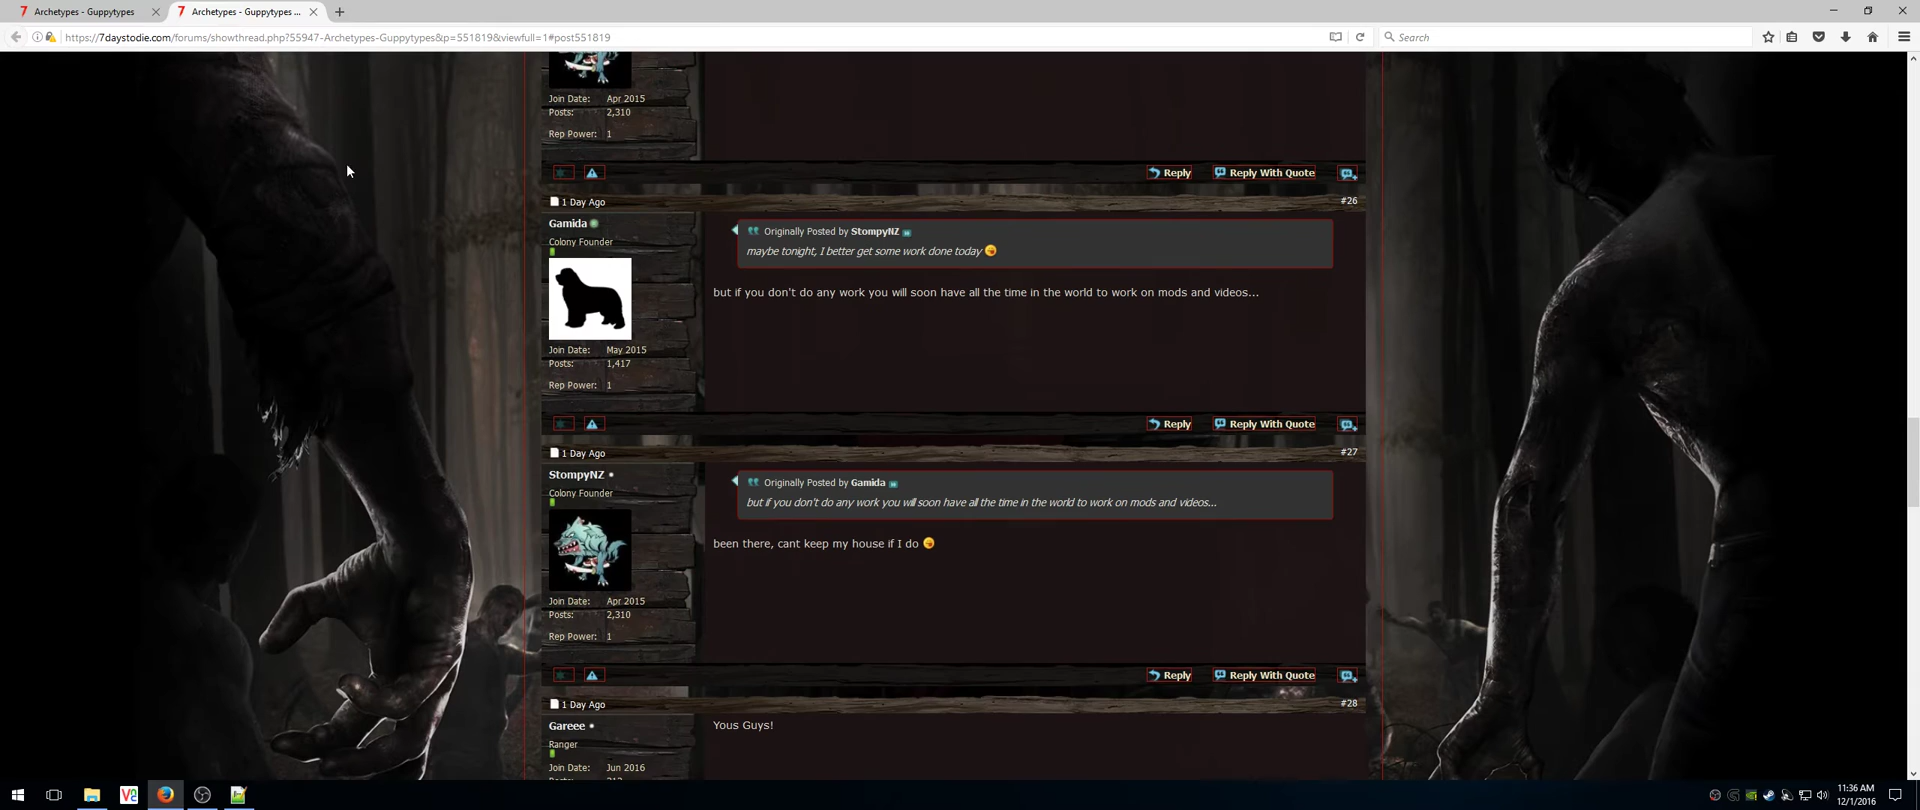 Archetypes - Guppytypes
Archetypes - Guppytypes ...
https://7daystodie.com/forums/showthread.php?55947-Archetypes-Guppytypes&p=551819&viewfull=1#post551819
Search
Join Date: Apr 2015
Posts: 2,310
Rep Power: 1
Reply Reply With Quote
1 Day Ago #26
Gamida
Colony Founder
Originally Posted by StompyNZ
maybe tonight, I better get some work done today
but if you don't do any work you will soon have all the time in the world to work on mods and videos...
Join Date: May 2015
Posts: 1,417
Rep Power: 1
Reply Reply With Quote
1 Day Ago #27
StompyNZ
Colony Founder
Originally Posted by Gamida
but if you don't do any work you will soon have all the time in the world to work on mods and videos...
been there, cant keep my house if I do
Join Date: Apr 2015
Posts: 2,310
Rep Power: 1
Reply Reply With Quote
1 Day Ago #28
Gareee
Ranger
Yous Guys!
Join Date: Jun 2016
11:36 AM
12/1/2016